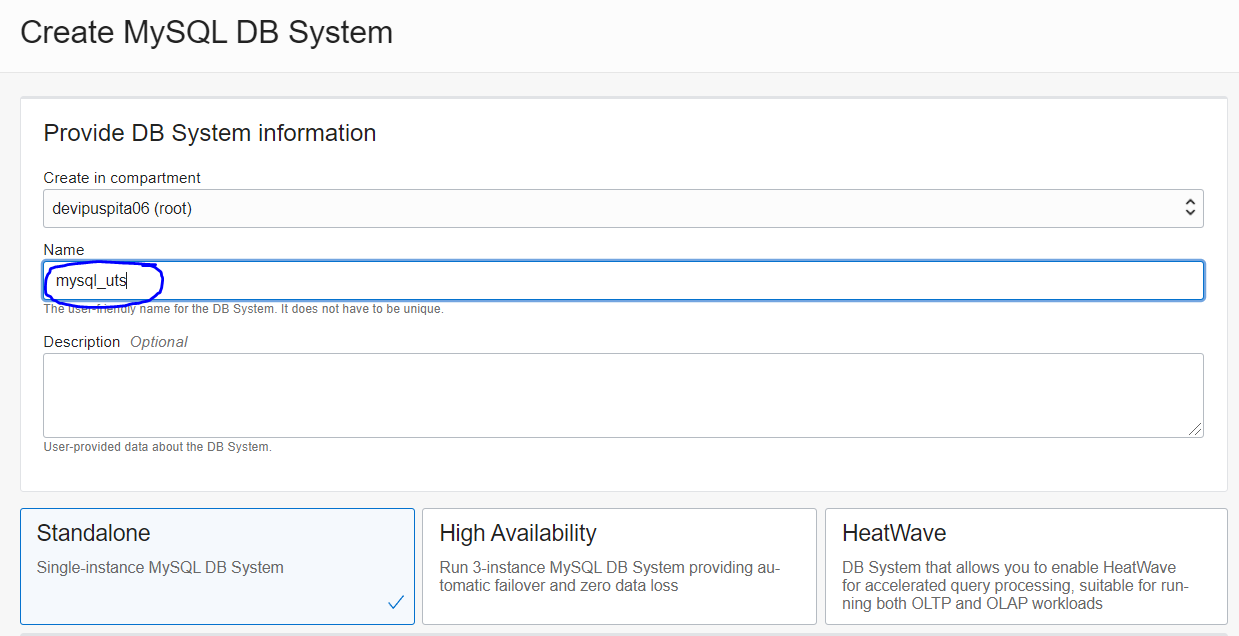 Create MySQL DB System
Provide DB System information
Create in compartment
devipuspita06 (root)
Name
mysql_uts
The user-friendly name for the DB System. It does not have to be unique.
Description Optional
User-provided data about the DB System.
Standalone
Single-instance MySQL DB System
High Availability
Run 3-instance MySQL DB System providing au-
tomatic failover and zero data loss
HeatWave
DB System that allows you to enable HeatWave
for accelerated query processing, suitable for run-
ning both OLTP and OLAP workloads